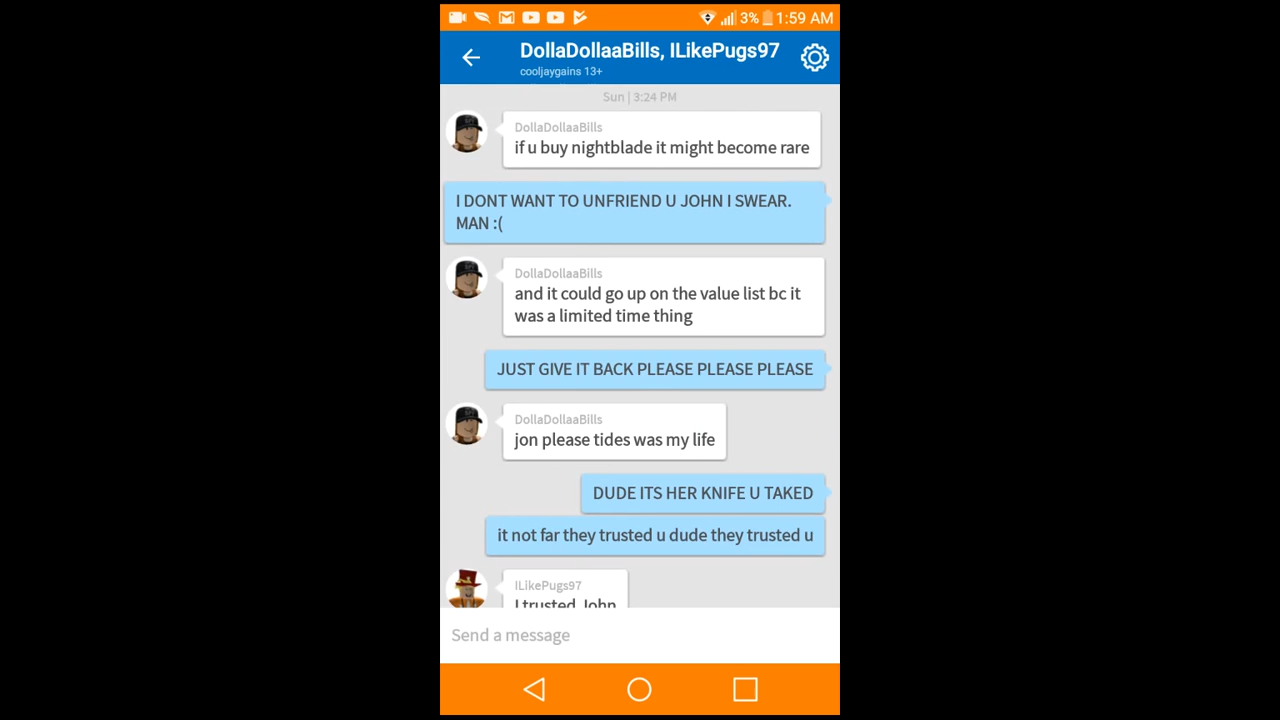 3% 1:59 AM
DollaDollaaBills, ILikePugs97
cooljaygains 13+
Sun | 3:24 PM
DollaDollaaBills
if u buy nightblade it might become rare
I DONT WANT TO UNFRIEND U JOHN I SWEAR.
MAN :(
DollaDollaaBills
and it could go up on the value list bc it
was a limited time thing
JUST GIVE IT BACK PLEASE PLEASE PLEASE
DollaDollaaBills
jon please tides was my life
DUDE ITS HER KNIFE U TAKED
it not far they trusted u dude they trusted u
ILikePugs97
I trusted John
Send a message